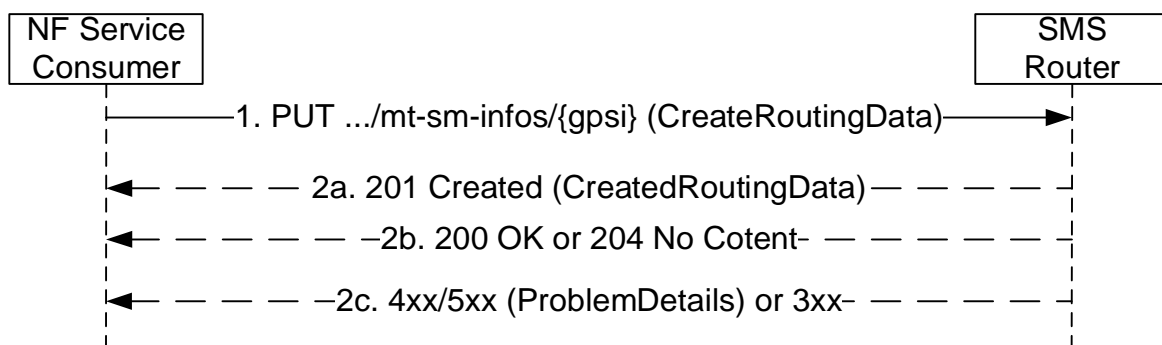 NF Service
Consumer
SMS
Router
1. PUT .../mt-sm-infos/{gpsi} (CreateRoutingData)
2a. 201 Created (CreatedRoutingData)
2b. 200 OK or 204 No Cotent
2c. 4xx/5xx (ProblemDetails) or 3xx